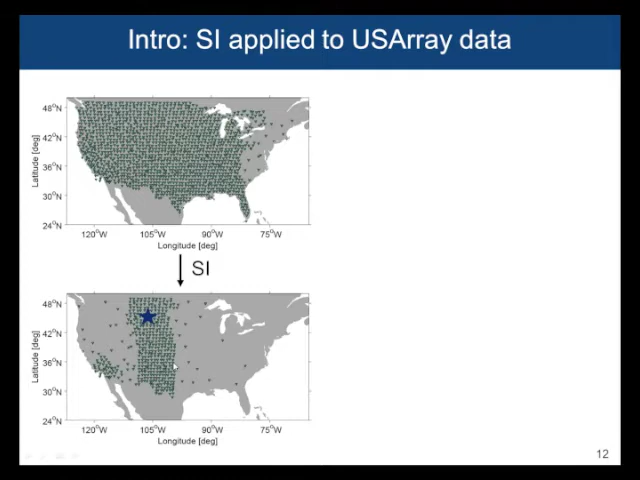 Intro: SI applied to USArray data
48°N
42°N
36°N
30°N
24°N
Latitude [deg]
120°W 105°W 90°W 75°W
Longitude [deg]
SI
48°N
42°N
36°N
30°N
24°N
Latitude [deg]
120°W 105°W 90°W 75°W
Longitude [deg]
12